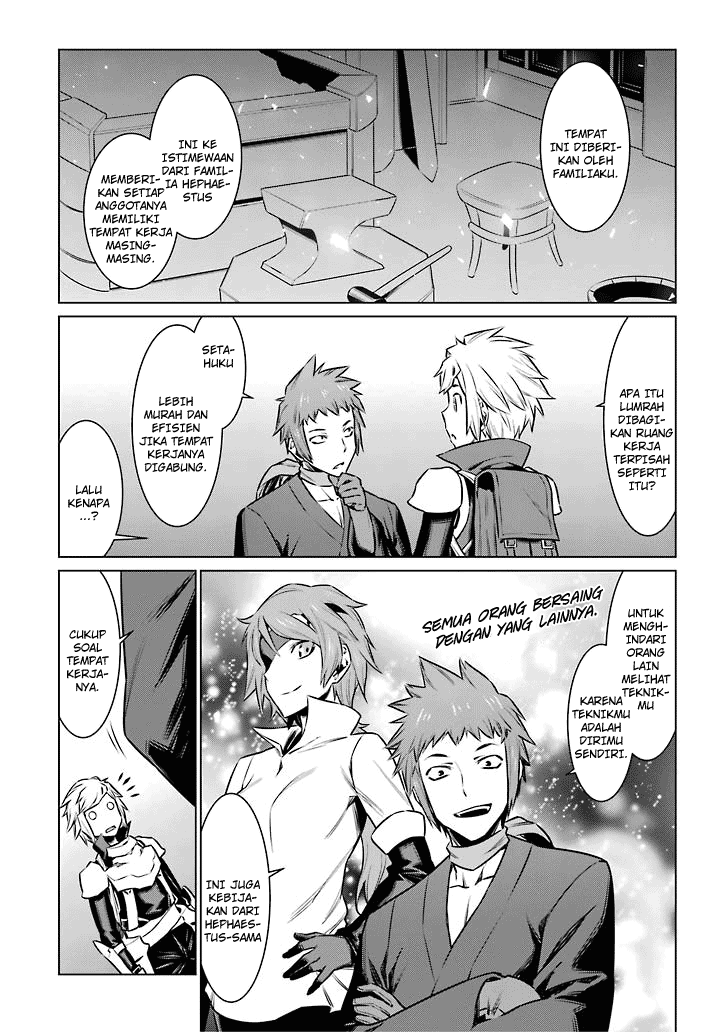 TEMPAT
INI DIBERI-
KAN OLEH
FAMILIAKU.
INI KE
ISTIMEWAAN
DARI FAMIL-
IA HEPHAE-
STUS
MEMBERI-
KAN SETIAP
ANGGOTANYA
MEMILIKI
TEMPAT KERJA
MASING-
MASING.
APA ITU
LUMRAH
DIBAGI-
KAN RUANG
KERJA
TERPISAH
SEPERTI
ITU?
SETA-
HUKU
LEBIH
MURAH DAN
EFISIEN
JIKA TEMPAT
KERJANYA
DIGABUNG.
LALU
KENAPA
...?
UNTUK
MENGH-
INDARI
ORANG
LAIN
MELIHAT
TEKNIK-
MU
KARENA
TEKNIKMU
ADALAH
DIRIMU
SENDIRI.
SEMUA ORANG BERSAING
DENGAN YANG LAINNYA.
INI JUGA
KEBIJA-
KAN DARI
HEPHAES-
TUS-SAMA
CUKUP
SOAL
TEMPAT
KERJA-
NYA.